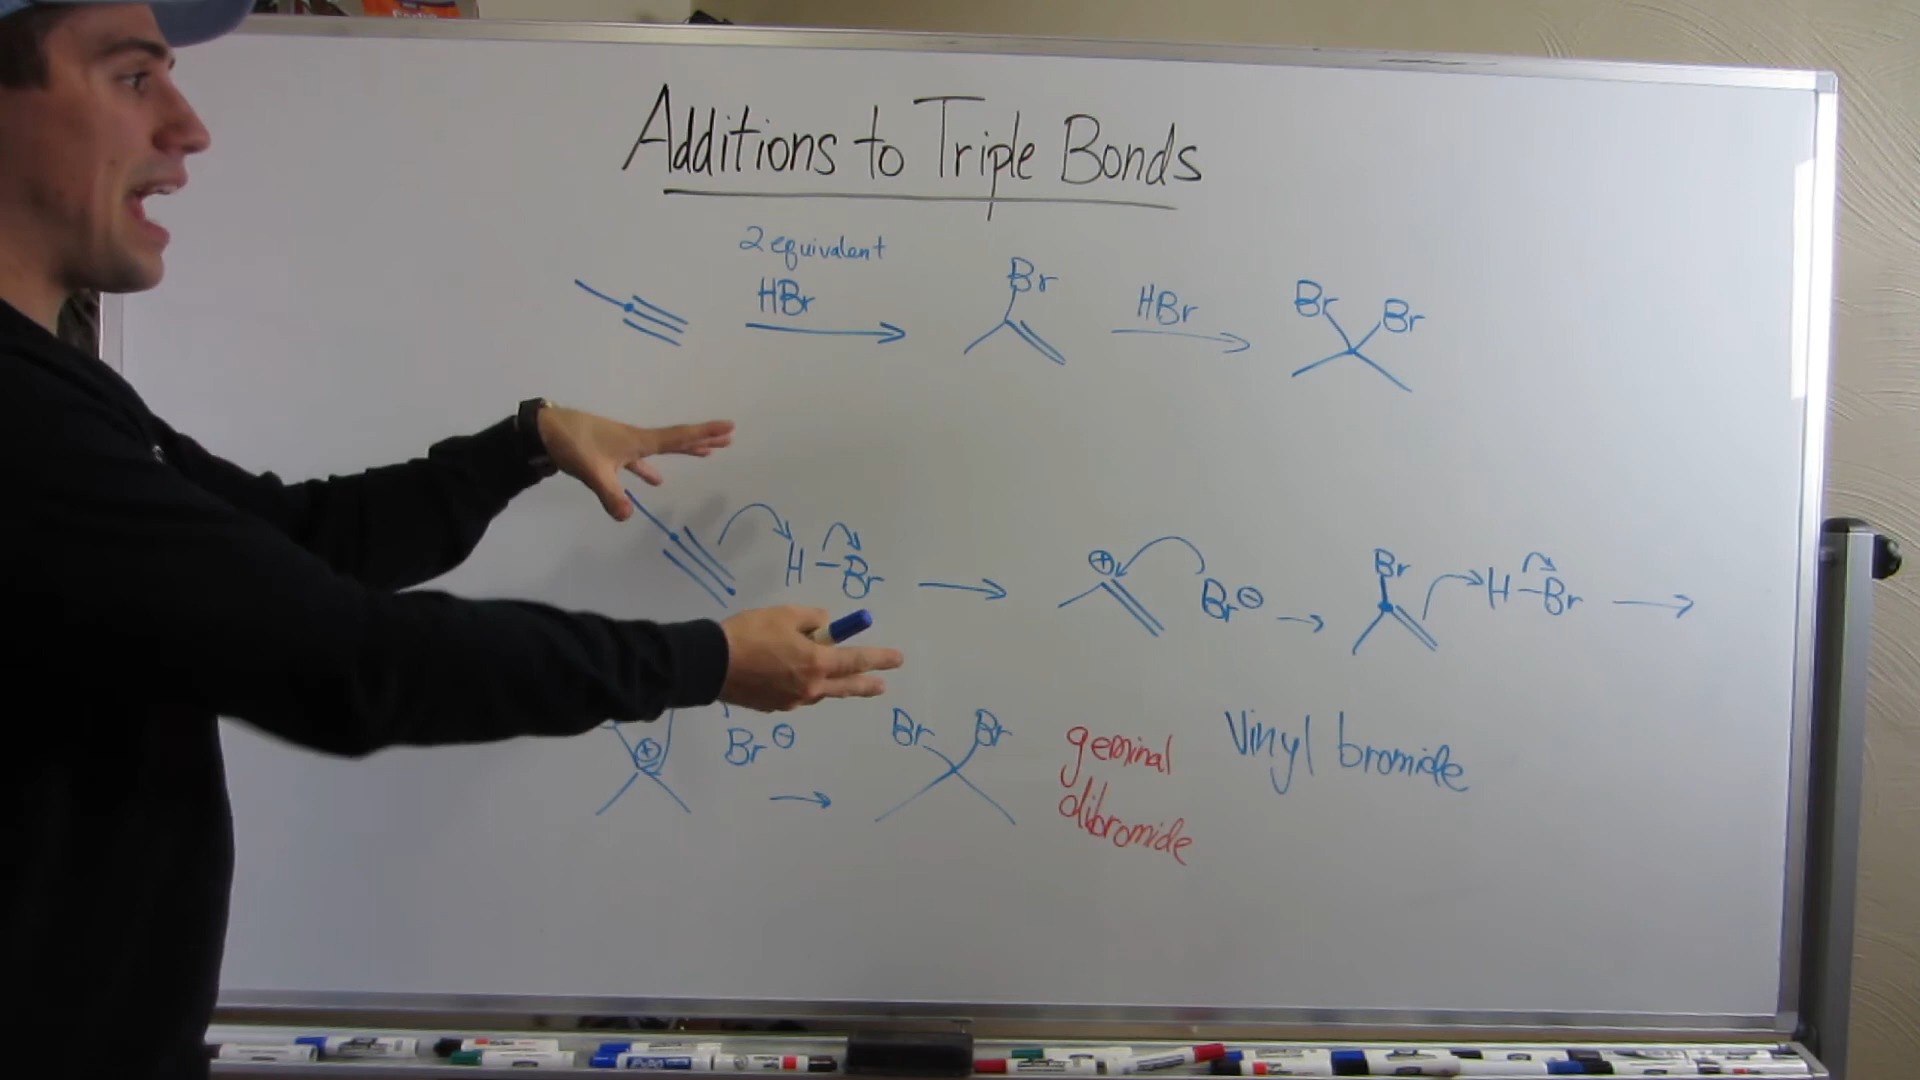 Additions to Triple Bonds
2 equivalent
HBr
Br
HBr
Br Br
H-Br
⊕
Br⊖
Br
H-Br
⊕
Br⊖
Br Br
geminal
dibromide
Vinyl bromide